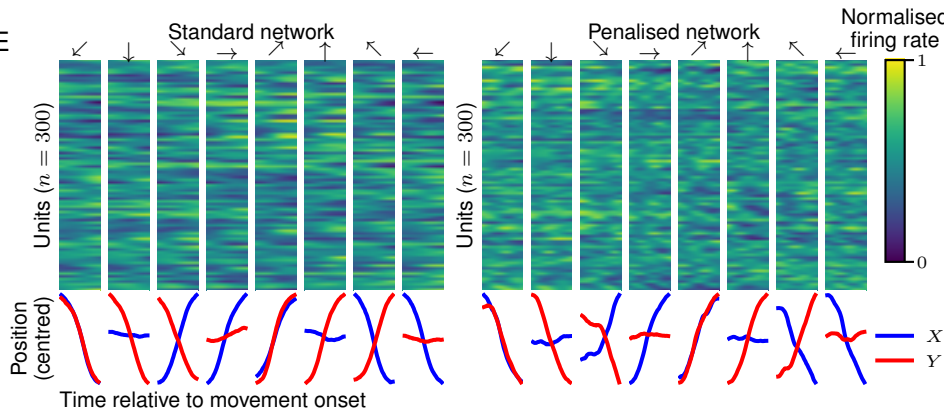 E
Standard network
Penalised network
Normalised
firing rate
↙ ↓ ↘ → ↗ ↑ ↖ ←
↙ ↓ ↘ → ↗ ↑ ↖ ←
Units (n = 300)
Units (n = 300)
1
0
Position
(centred)
X
Y
Time relative to movement onset